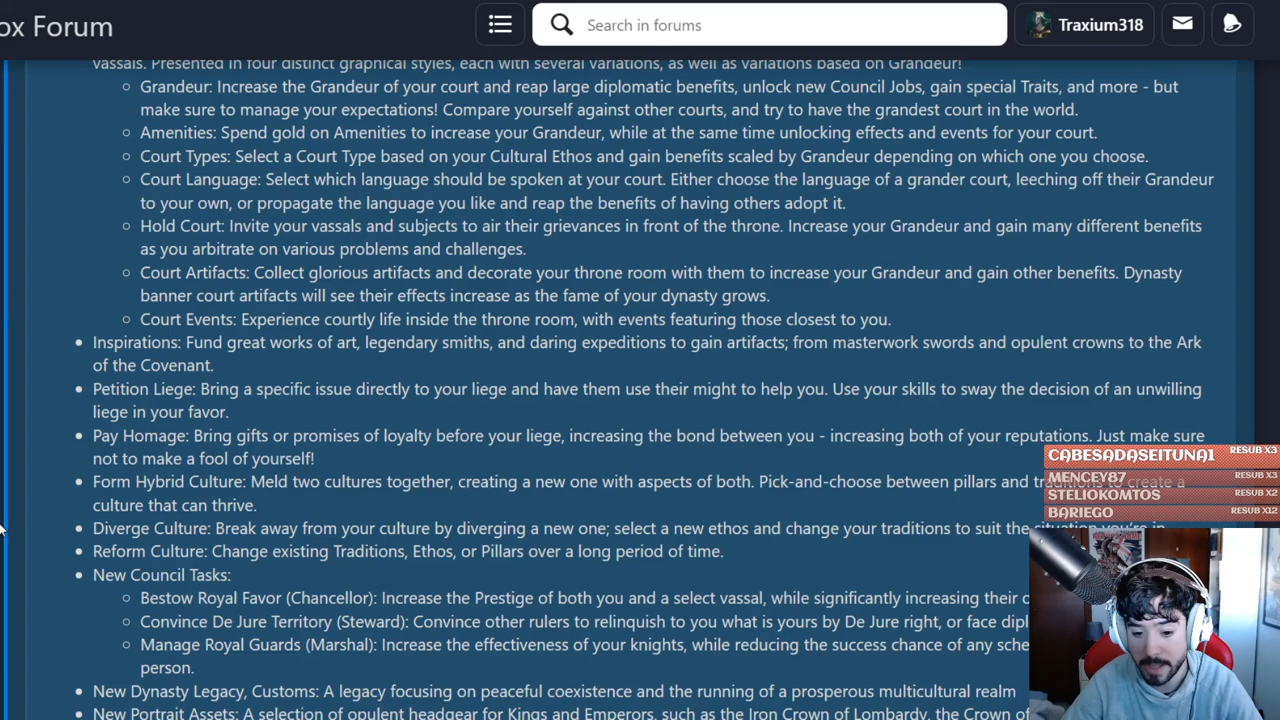 ox Forum
Search in forums
Traxium318
vassals. Presented in four distinct graphical styles, each with several variations, as well as variations based on Grandeur!
Grandeur: Increase the Grandeur of your court and reap large diplomatic benefits, unlock new Council Jobs, gain special Traits, and more - but
make sure to manage your expectations! Compare yourself against other courts, and try to have the grandest court in the world.
Amenities: Spend gold on Amenities to increase your Grandeur, while at the same time unlocking effects and events for your court.
Court Types: Select a Court Type based on your Cultural Ethos and gain benefits scaled by Grandeur depending on which one you choose.
Court Language: Select which language should be spoken at your court. Either choose the language of a grander court, leeching off their Grandeur
to your own, or propagate the language you like and reap the benefits of having others adopt it.
Hold Court: Invite your vassals and subjects to air their grievances in front of the throne. Increase your Grandeur and gain many different benefits
as you arbitrate on various problems and challenges.
Court Artifacts: Collect glorious artifacts and decorate your throne room with them to increase your Grandeur and gain other benefits. Dynasty
banner court artifacts will see their effects increase as the fame of your dynasty grows.
Court Events: Experience courtly life inside the throne room, with events featuring those closest to you.
Inspirations: Fund great works of art, legendary smiths, and daring expeditions to gain artifacts; from masterwork swords and opulent crowns to the Ark
of the Covenant.
Petition Liege: Bring a specific issue directly to your liege and have them use their might to help you. Use your skills to sway the decision of an unwilling
liege in your favor.
Pay Homage: Bring gifts or promises of loyalty before your liege, increasing the bond between you - increasing both of your reputations. Just make sure
not to make a fool of yourself!
CABESADASEITUNA1 RESUB X3
MENCEY87 RESUB X3
STELIOKOMTOS RESUB X2
BARIEGO RESUB X12
Form Hybrid Culture: Meld two cultures together, creating a new one with aspects of both. Pick-and-choose between pillars and traditions to create a
culture that can thrive.
Diverge Culture: Break away from your culture by diverging a new one; select a new ethos and change your traditions to suit the situation you're in.
Reform Culture: Change existing Traditions, Ethos, or Pillars over a long period of time.
New Council Tasks:
Bestow Royal Favor (Chancellor): Increase the Prestige of both you and a select vassal, while significantly increasing their
Convince De Jure Territory (Steward): Convince other rulers to relinquish to you what is yours by De Jure right, or face dipl
Manage Royal Guards (Marshal): Increase the effectiveness of your knights, while reducing the success chance of any sche
person.
New Dynasty Legacy, Customs: A legacy focusing on peaceful coexistence and the running of a prosperous multicultural realm
New Portrait Assets: A selection of opulent headgear for Kings and Emperors, such as the Iron Crown of Lombardy, the Crown of